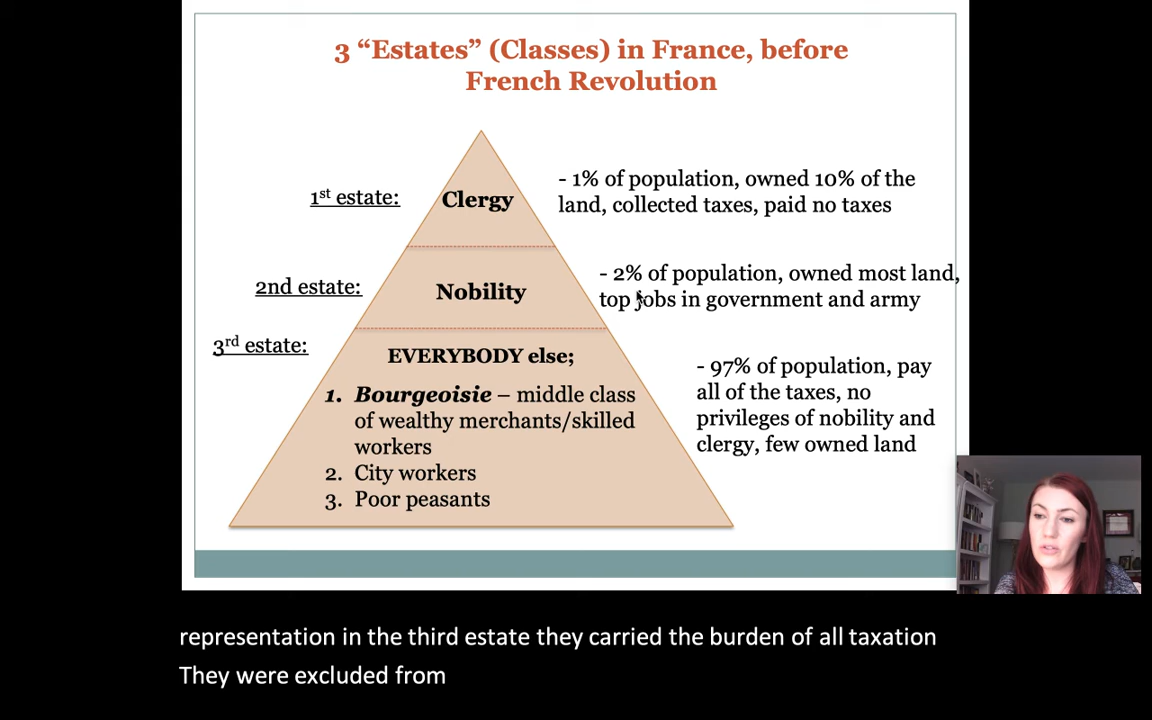 3 “Estates” (Classes) in France, before
French Revolution
1st estate:
Clergy
- 1% of population, owned 10% of the
land, collected taxes, paid no taxes
2nd estate:
Nobility
- 2% of population, owned most land,
top jobs in government and army
3rd estate:
EVERYBODY else;
1. Bourgeoisie – middle class
of wealthy merchants/skilled
workers
2. City workers
3. Poor peasants
- 97% of population, pay
all of the taxes, no
privileges of nobility and
clergy, few owned land
representation in the third estate they carried the burden of all taxation
They were excluded from